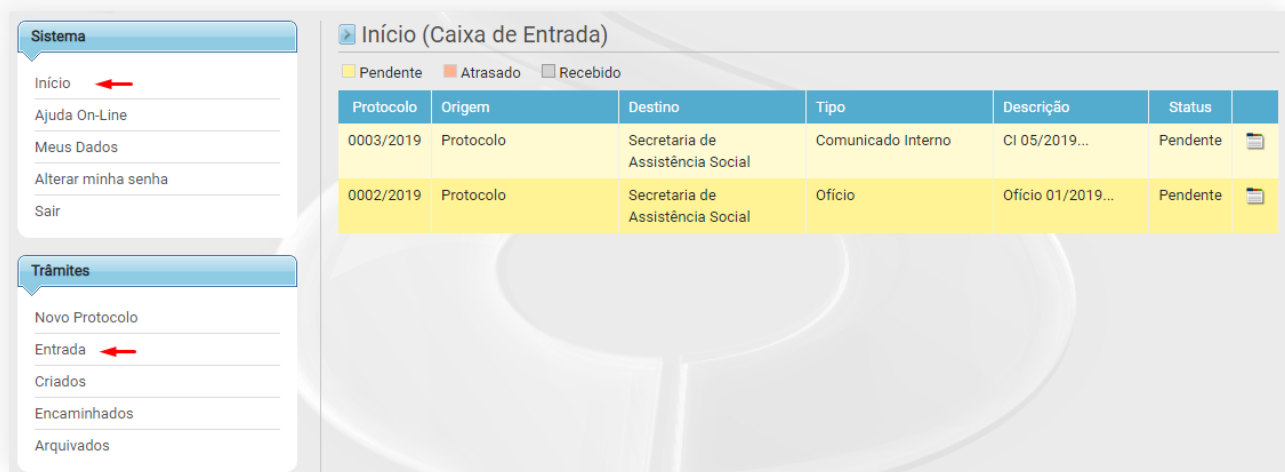 Sistema
Início
Ajuda On-Line
Meus Dados
Alterar minha senha
Sair
Trâmites
Novo Protocolo
Entrada
Criados
Encaminhados
Arquivados
Início (Caixa de Entrada)
Pendente Atrasado Recebido
Protocolo Origem Destino Tipo Descrição Status
0003/2019 Protocolo Secretaria de Comunicado Interno CI 05/2019... Pendente
Assistência Social
0002/2019 Protocolo Secretaria de Ofício Ofício 01/2019... Pendente
Assistência Social